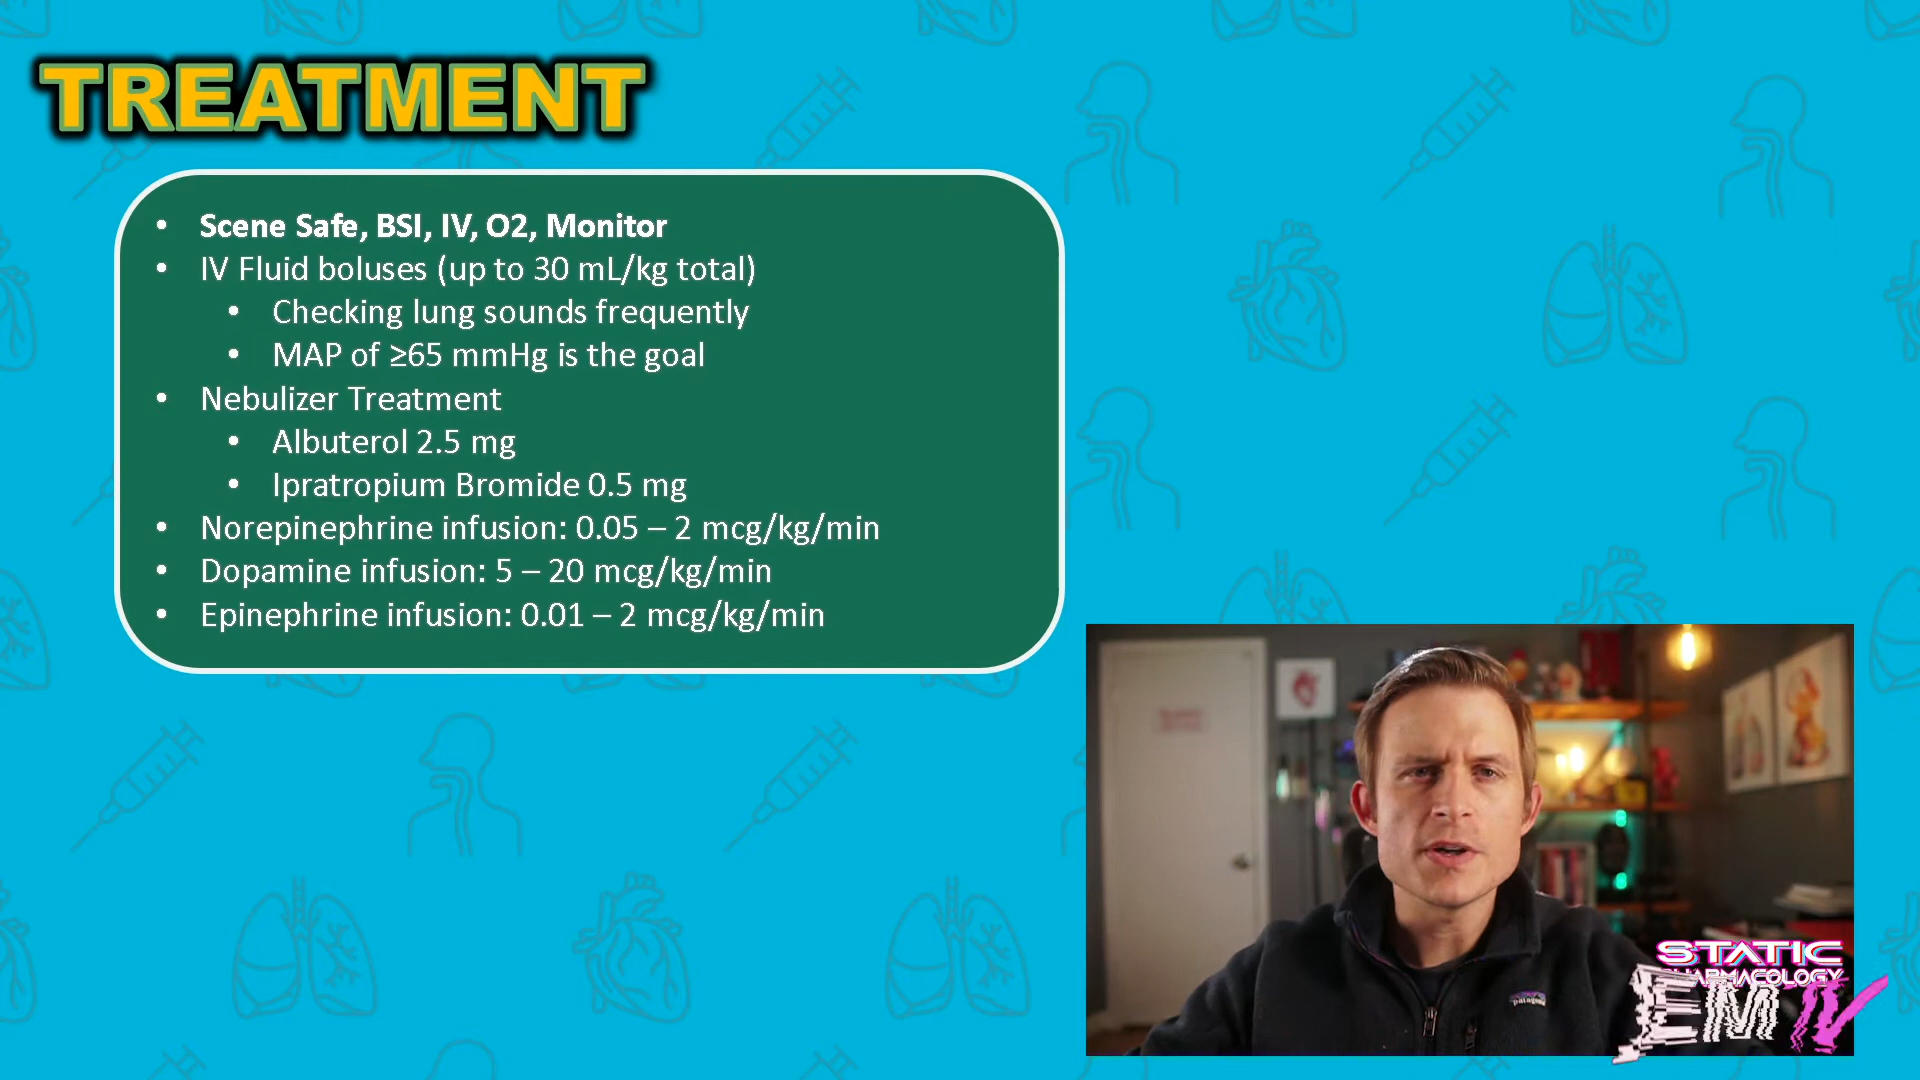 TREATMENT
• Scene Safe, BSI, IV, O2, Monitor
• IV Fluid boluses (up to 30 mL/kg total)
• Checking lung sounds frequently
• MAP of ≥65 mmHg is the goal
• Nebulizer Treatment
• Albuterol 2.5 mg
• Ipratropium Bromide 0.5 mg
• Norepinephrine infusion: 0.05 – 2 mcg/kg/min
• Dopamine infusion: 5 – 20 mcg/kg/min
• Epinephrine infusion: 0.01 – 2 mcg/kg/min
patagonia
STATIC
PHARMACOLOGY